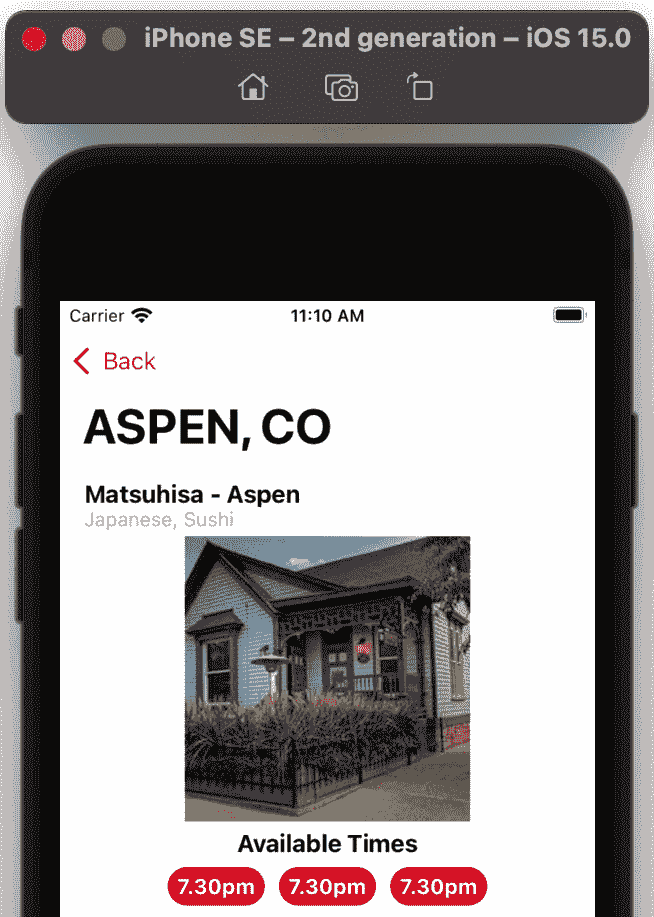 iPhone SE – 2nd generation – iOS 15.0
Carrier 11:10 AM
Back
ASPEN, CO
Matsuhisa - Aspen
Japanese, Sushi
Available Times
7.30pm 7.30pm 7.30pm